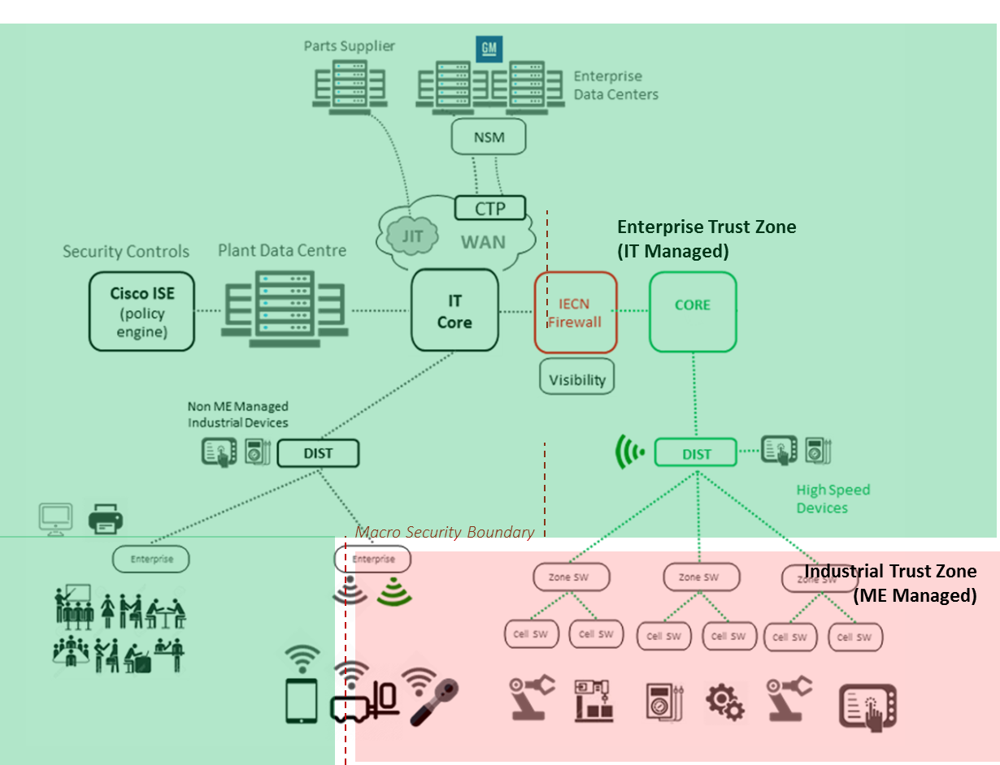 Parts Supplier
GM
Enterprise
Data Centers
NSM
CTP
JIT
WAN
Enterprise Trust Zone
(IT Managed)
Security Controls
Plant Data Centre
Cisco ISE
(policy
engine)
IT
Core
IECN
Firewall
CORE
Visibility
Non ME Managed
Industrial Devices
DIST
DIST
High Speed
Devices
Macro Security Boundary
Enterprise
Enterprise
Zone SW
Zone SW
Zone SW
Industrial Trust Zone
(ME Managed)
Cell SW
Cell SW
Cell SW
Cell SW
Cell SW
Cell SW